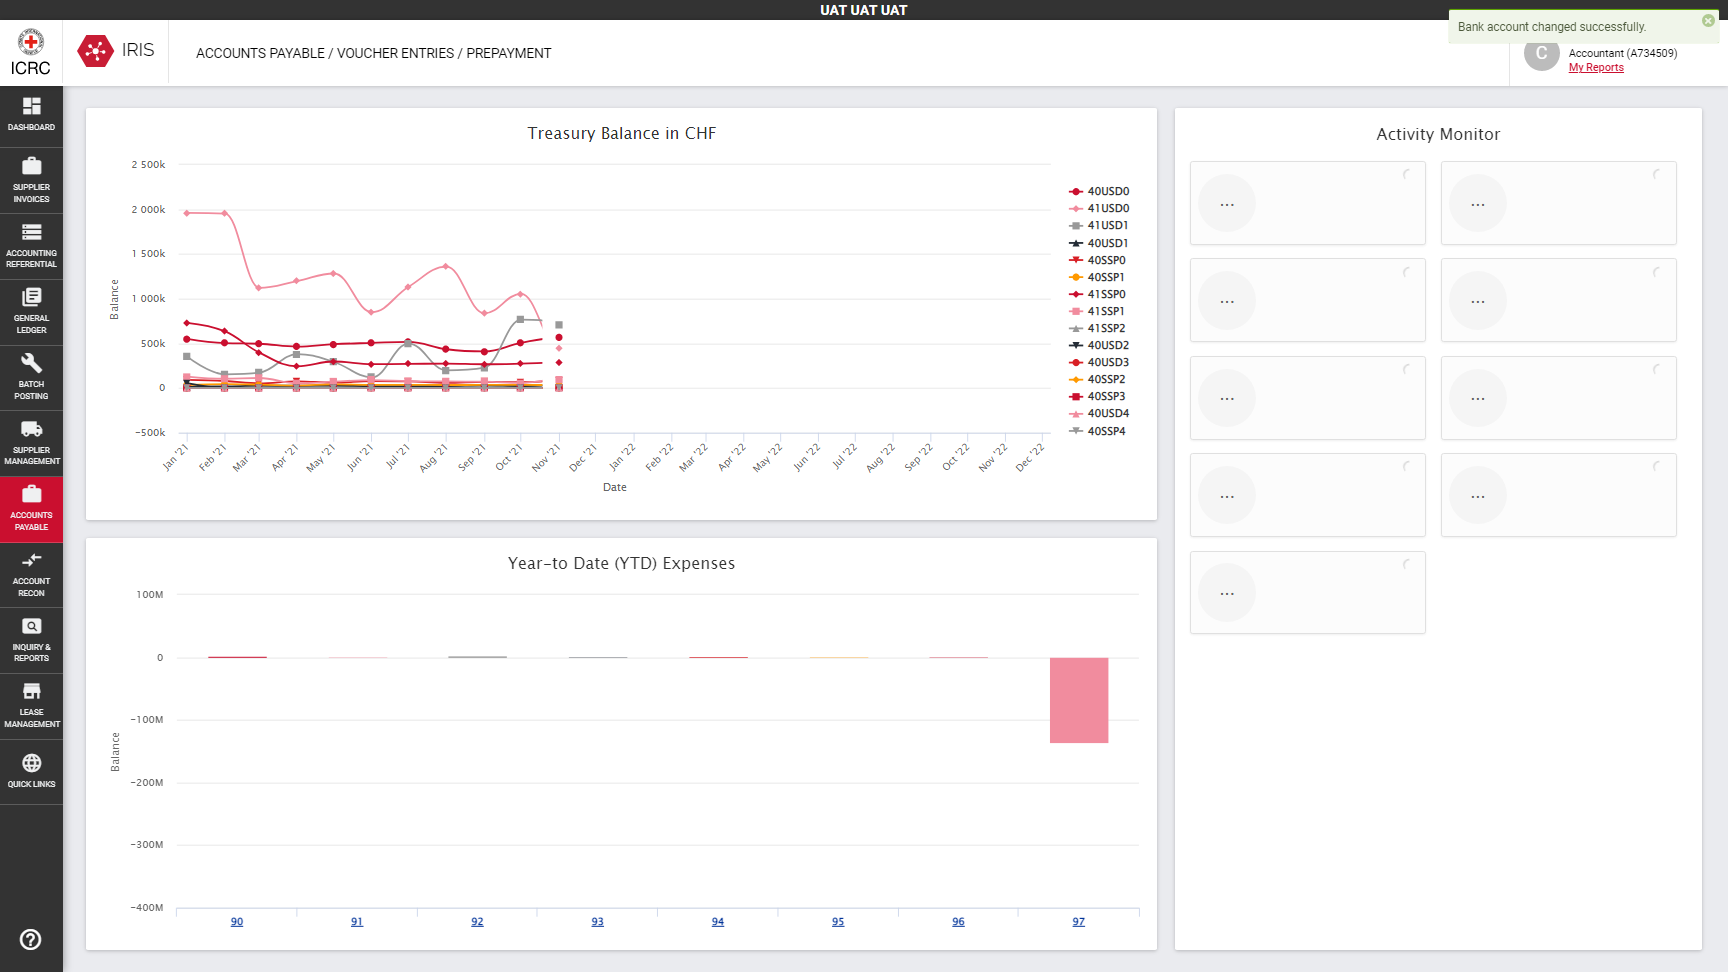 UAT UAT UAT
ICRC
IRIS
ACCOUNTS PAYABLE / VOUCHER ENTRIES / PREPAYMENT
Bank account changed successfully.
C
Accountant (A734509)
My Reports
DASHBOARD
SUPPLIER
INVOICES
ACCOUNTING
REFERENTIAL
GENERAL
LEDGER
BATCH
POSTING
SUPPLIER
MANAGEMENT
ACCOUNTS
PAYABLE
ACCOUNT
RECON
INQUIRY &
REPORTS
LEASE
MANAGEMENT
QUICK LINKS
Treasury Balance in CHF
2 500k
2 000k
1 500k
1 000k
500k
0
-500k
Balance
Jan '21
Feb '21
Mar '21
Apr '21
May '21
Jun '21
Jul '21
Aug '21
Sep '21
Oct '21
Nov '21
Dec '21
Jan '22
Feb '22
Mar '22
Apr '22
May '22
Jun '22
Jul '22
Aug '22
Sep '22
Oct '22
Nov '22
Dec '22
Date
40USD0
41USD0
41USD1
40USD1
40SSP0
40SSP1
41SSP0
41SSP1
41SSP2
40USD2
40USD3
40SSP2
40SSP3
40USD4
40SSP4
Year-to Date (YTD) Expenses
100M
0
-100M
-200M
-300M
-400M
Balance
90
91
92
93
94
95
96
97
Activity Monitor
...
...
...
...
...
...
...
...
...